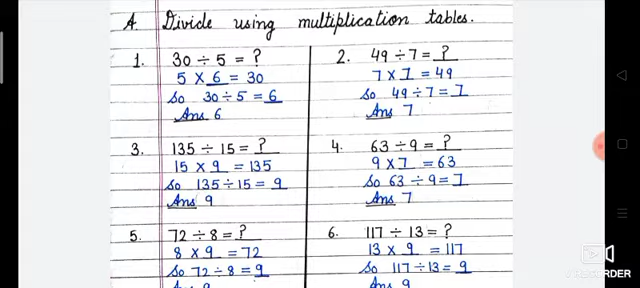 A. Divide using multiplication tables.
1. 30 ÷ 5 = ?
5 × 6 = 30
So 30 ÷ 5 = 6
Ans 6
2. 49 ÷ 7 = ?
7 × 7 = 49
So 49 ÷ 7 = 7
Ans 7
3. 135 ÷ 15 = ?
15 × 9 = 135
So 135 ÷ 15 = 9
Ans 9
4. 63 ÷ 9 = ?
9 × 7 = 63
So 63 ÷ 9 = 7
Ans 7
5. 72 ÷ 8 = ?
8 × 9 = 72
So 72 ÷ 8 = 9
Ans 9
6. 117 ÷ 13 = ?
13 × 9 = 117
So 117 ÷ 13 = 9
Ans 9